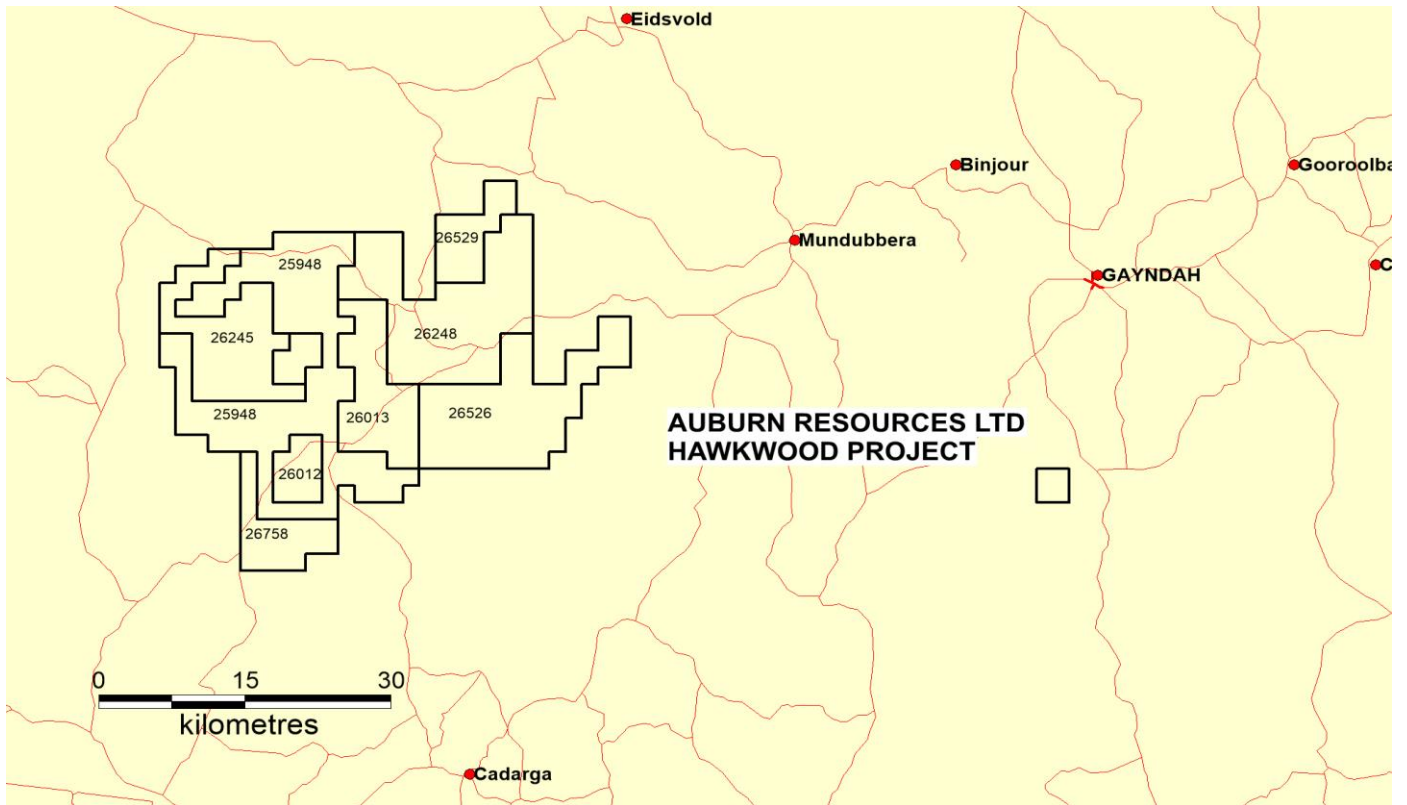 Eidsvold
Binjour
Gooroolba
Mundubbera
GAYNDAH
C
26529
25948
26248
26245
25948
26013
26526
AUBURN RESOURCES LTD
HAWKWOOD PROJECT
26012
26758
0 15 30
kilometres
Cadarga